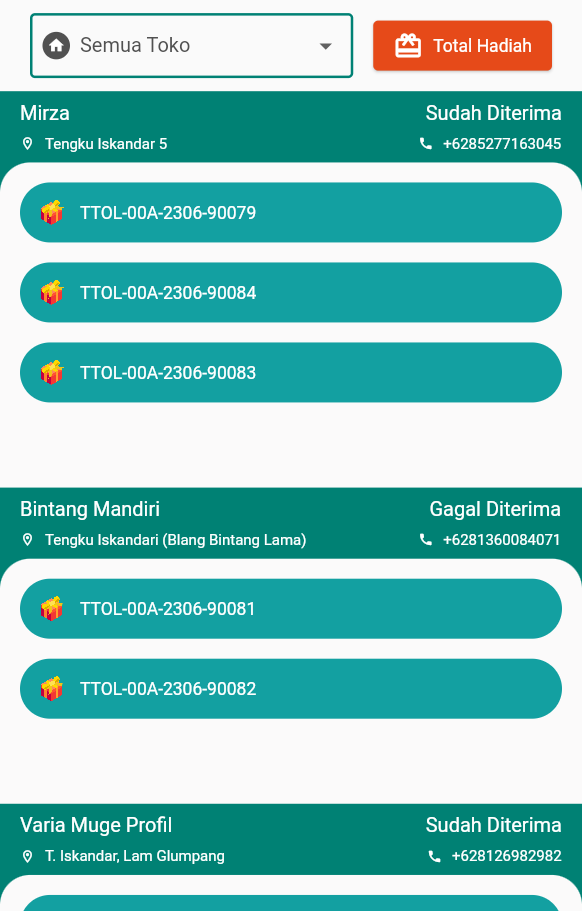 Semua Toko
Total Hadiah
Mirza
Sudah Diterima
Tengku Iskandar 5
+6285277163045
TTOL-00A-2306-90079
TTOL-00A-2306-90084
TTOL-00A-2306-90083
Bintang Mandiri
Gagal Diterima
Tengku Iskandari (Blang Bintang Lama)
+6281360084071
TTOL-00A-2306-90081
TTOL-00A-2306-90082
Varia Muge Profil
Sudah Diterima
T. Iskandar, Lam Glumpang
+628126982982